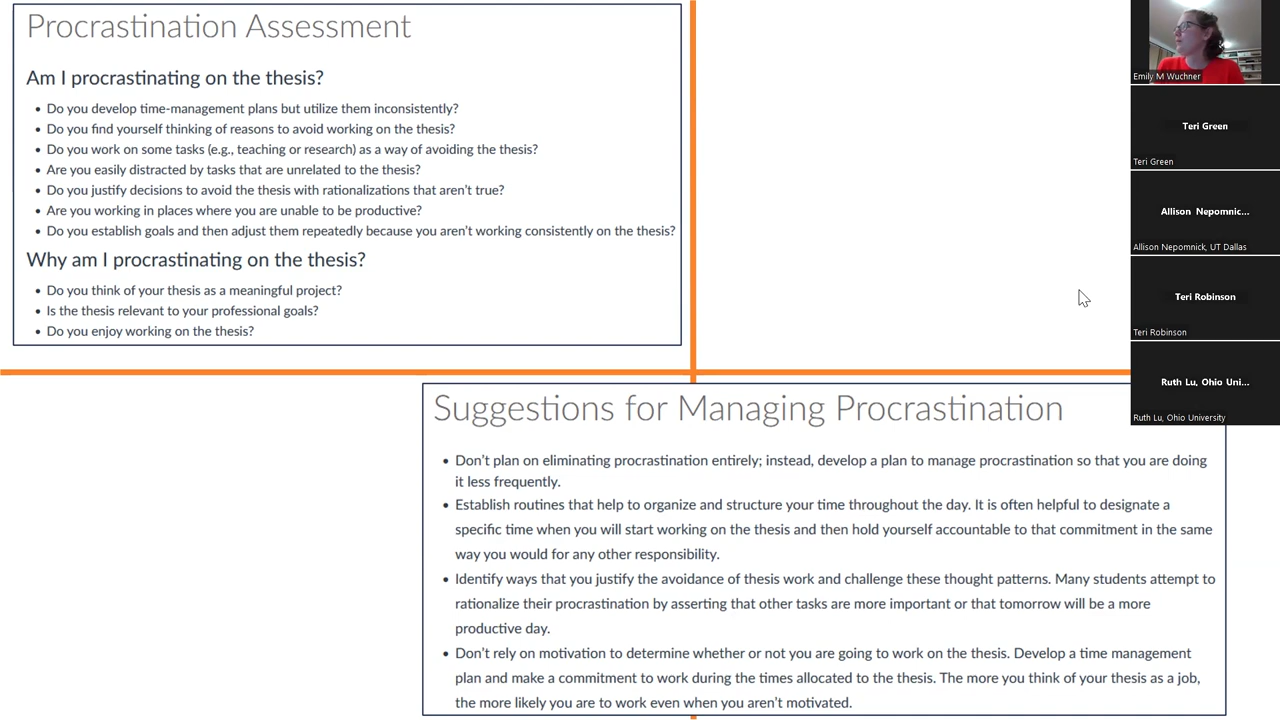 Procrastination Assessment
Am I procrastinating on the thesis?
• Do you develop time-management plans but utilize them inconsistently?
• Do you find yourself thinking of reasons to avoid working on the thesis?
• Do you work on some tasks (e.g., teaching or research) as a way of avoiding the thesis?
• Are you easily distracted by tasks that are unrelated to the thesis?
• Do you justify decisions to avoid the thesis with rationalizations that aren't true?
• Are you working in places where you are unable to be productive?
• Do you establish goals and then adjust them repeatedly because you aren't working consistently on the thesis?
Why am I procrastinating on the thesis?
• Do you think of your thesis as a meaningful project?
• Is the thesis relevant to your professional goals?
• Do you enjoy working on the thesis?
Suggestions for Managing Procrastination
• Don't plan on eliminating procrastination entirely; instead, develop a plan to manage procrastination so that you are doing
it less frequently.
• Establish routines that help to organize and structure your time throughout the day. It is often helpful to designate a
specific time when you will start working on the thesis and then hold yourself accountable to that commitment in the same
way you would for any other responsibility.
• Identify ways that you justify the avoidance of thesis work and challenge these thought patterns. Many students attempt to
rationalize their procrastination by asserting that other tasks are more important or that tomorrow will be a more
productive day.
• Don't rely on motivation to determine whether or not you are going to work on the thesis. Develop a time management
plan and make a commitment to work during the times allocated to the thesis. The more you think of your thesis as a job,
the more likely you are to work even when you aren't motivated.
Emily M Wuchner
Teri Green
Teri Green
Allison Nepomnic...
Allison Nepomnick, UT Dallas
Teri Robinson
Teri Robinson
Ruth Lu, Ohio Uni...
Ruth Lu, Ohio University